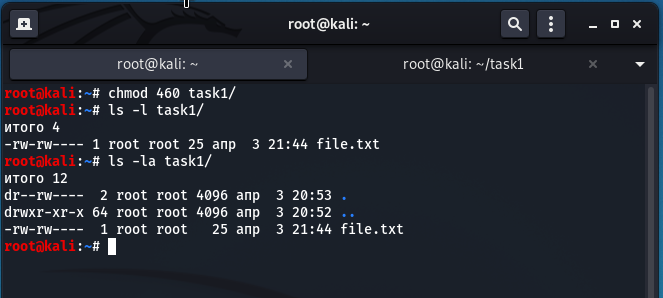 root@kali: ~
root@kali: ~
root@kali: ~/task1
root@kali:~# chmod 460 task1/
root@kali:~# ls -l task1/
итого 4
-rw-rw---- 1 root root 25 апр  3 21:44 file.txt
root@kali:~# ls -la task1/
итого 12
dr--rw----  2 root root 4096 апр  3 20:53 .
drwxr-xr-x 64 root root 4096 апр  3 20:52 ..
-rw-rw----  1 root root   25 апр  3 21:44 file.txt
root@kali:~#